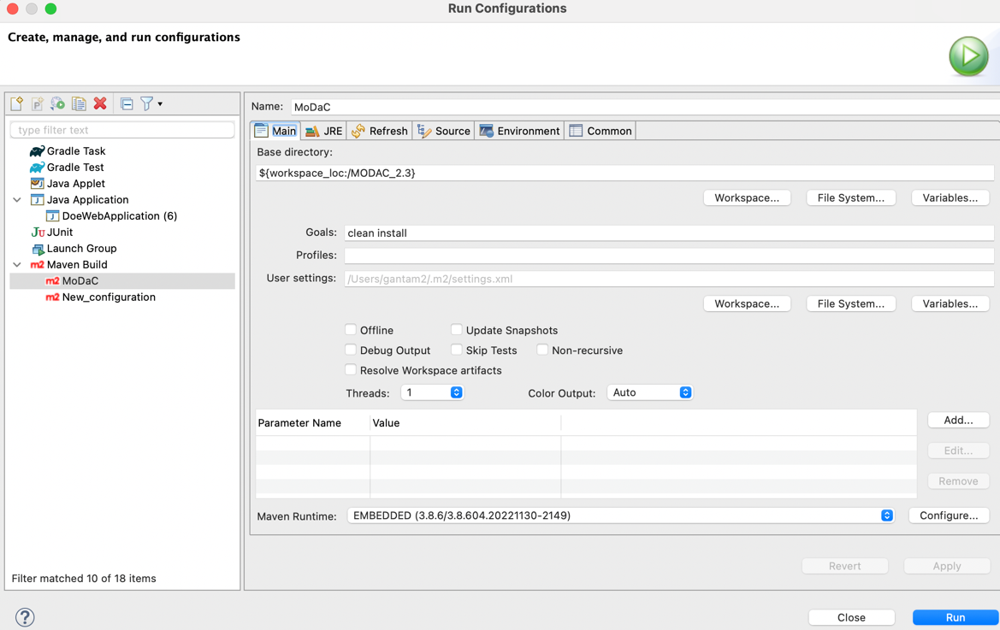 Run Configurations
Create, manage, and run configurations
type filter text
Gradle Task
Gradle Test
Java Applet
Java Application
DoeWebApplication (6)
JUnit
Launch Group
Maven Build
MoDaC
New_configuration
Filter matched 10 of 18 items
Name: MoDaC
Main JRE Refresh Source Environment Common
Base directory:
${workspace_loc:/MODAC_2.3}
Workspace... File System... Variables...
Goals: clean install
Profiles:
User settings: /Users/gantam2/.m2/settings.xml
Workspace... File System... Variables...
Offline Update Snapshots
Debug Output Skip Tests Non-recursive
Resolve Workspace artifacts
Threads: 1 Color Output: Auto
Parameter Name Value
Add...
Edit...
Remove
Maven Runtime: EMBEDDED (3.8.6/3.8.604.20221130-2149) Configure...
Revert Apply
? Close Run